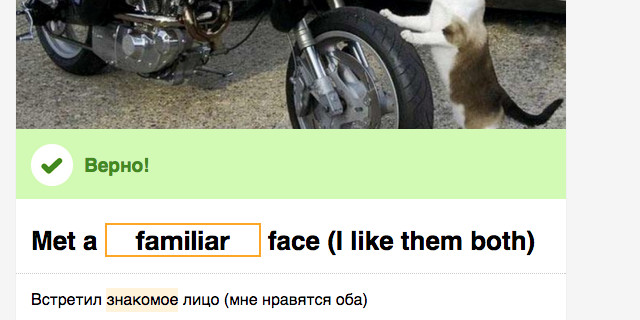 Верно!
Met a familiar face (I like them both)
Встретил знакомое лицо (мне нравятся оба)